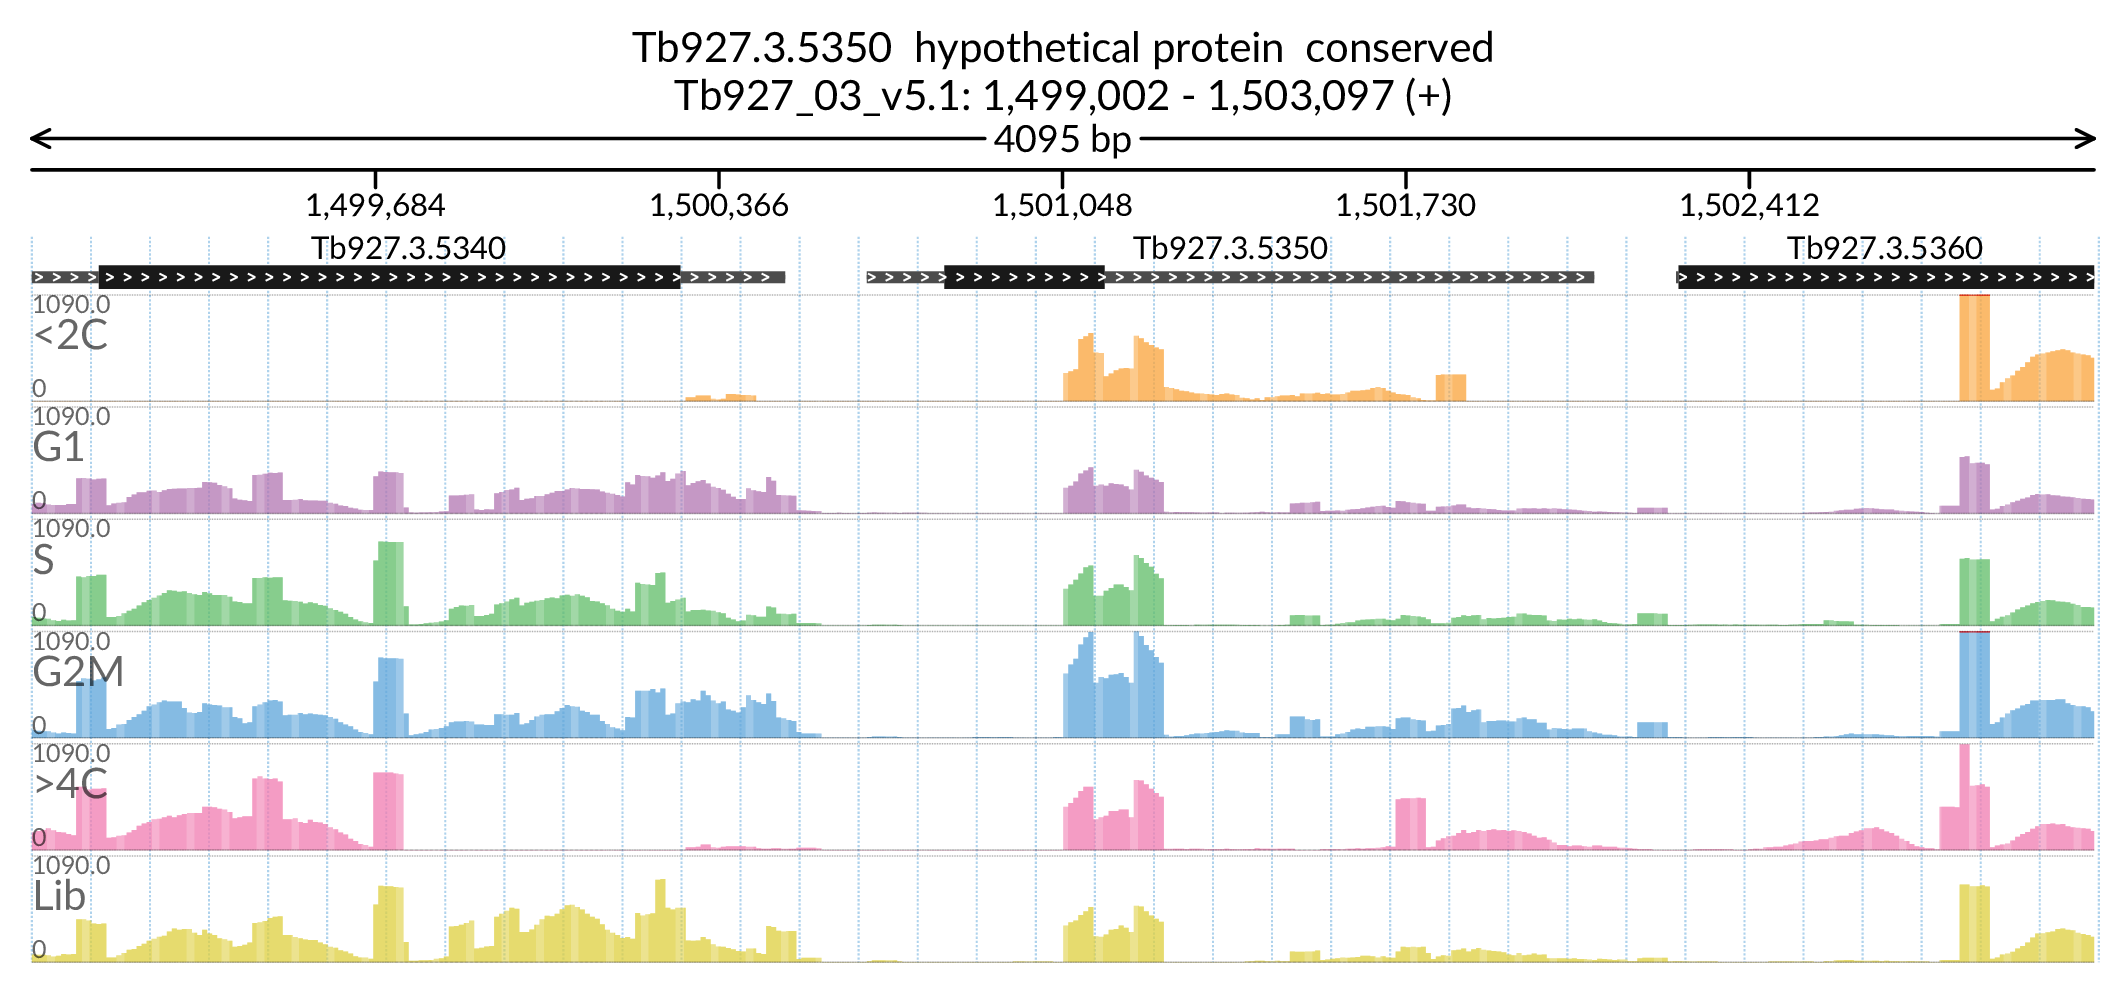 Tb927.3.5350 hypothetical protein conserved
Tb927_03_v5.1: 1,499,002 - 1,503,097 (+)
4095 bp
1,499,684 1,500,366 1,501,048 1,501,730 1,502,412
Tb927.3.5340 Tb927.3.5350 Tb927.3.5360
1090.0
<2C
0
1090.0
G1
0
1090.0
S
0
1090.0
G2M
0
1090.0
>4C
0
1090.0
Lib
0